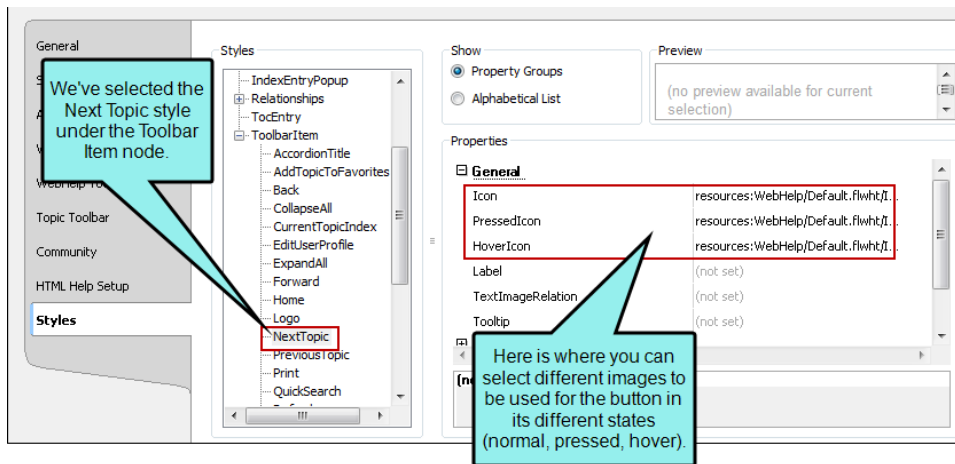 General
Styles
Show
Preview
We've selected the
Next Topic style
under the Toolbar
Item node.
WebHelp
Topic Toolbar
Community
HTML Help Setup
Styles
IndexEntryPopup
Relationships
TocEntry
ToolbarItem
AccordionTitle
AddTopicToFavorites
Back
CollapseAll
CurrentTopicIndex
EditUserProfile
ExpandAll
Forward
Home
Logo
NextTopic
PreviousTopic
Print
QuickSearch
Property Groups
Alphabetical List
(no preview available for current
selection)
Properties
General
Icon resources:WebHelp/Default.flwht/I...
PressedIcon resources:WebHelp/Default.flwht/I...
HoverIcon resources:WebHelp/Default.flwht/I...
Label (not set)
TextImageRelation (not set)
Tooltip (not set)
Here is where you can
select different images to
be used for the button in
its different states
(normal, pressed, hover).